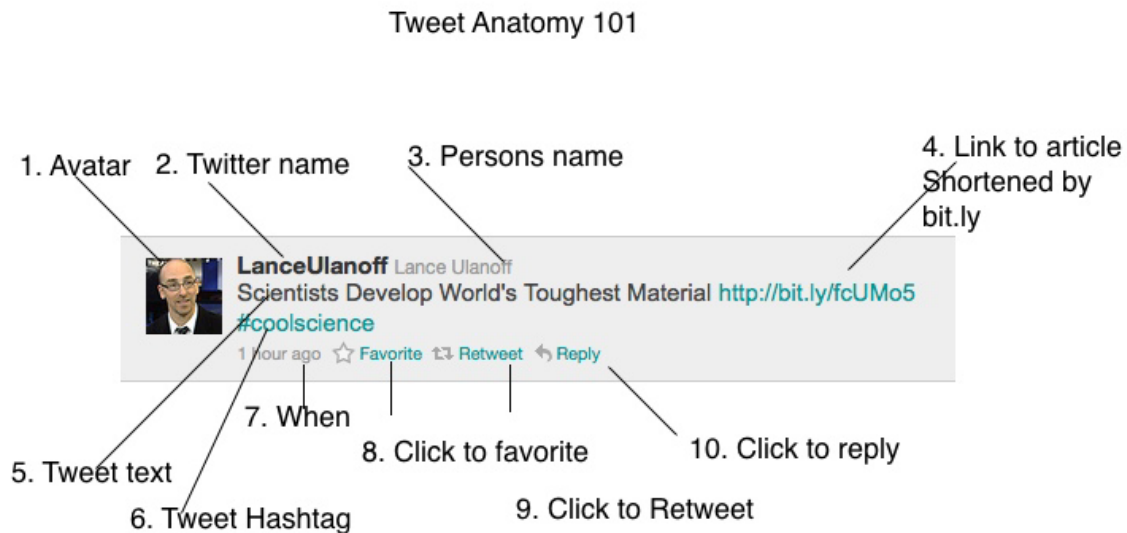 Tweet Anatomy 101
1. Avatar
2. Twitter name
3. Persons name
4. Link to article
Shortened by
bit.ly
LanceUlanoff Lance Ulanoff
Scientists Develop World's Toughest Material http://bit.ly/fcUMo5
#coolscience
1 hour ago Favorite Retweet Reply
7. When
8. Click to favorite
10. Click to reply
5. Tweet text
6. Tweet Hashtag
9. Click to Retweet